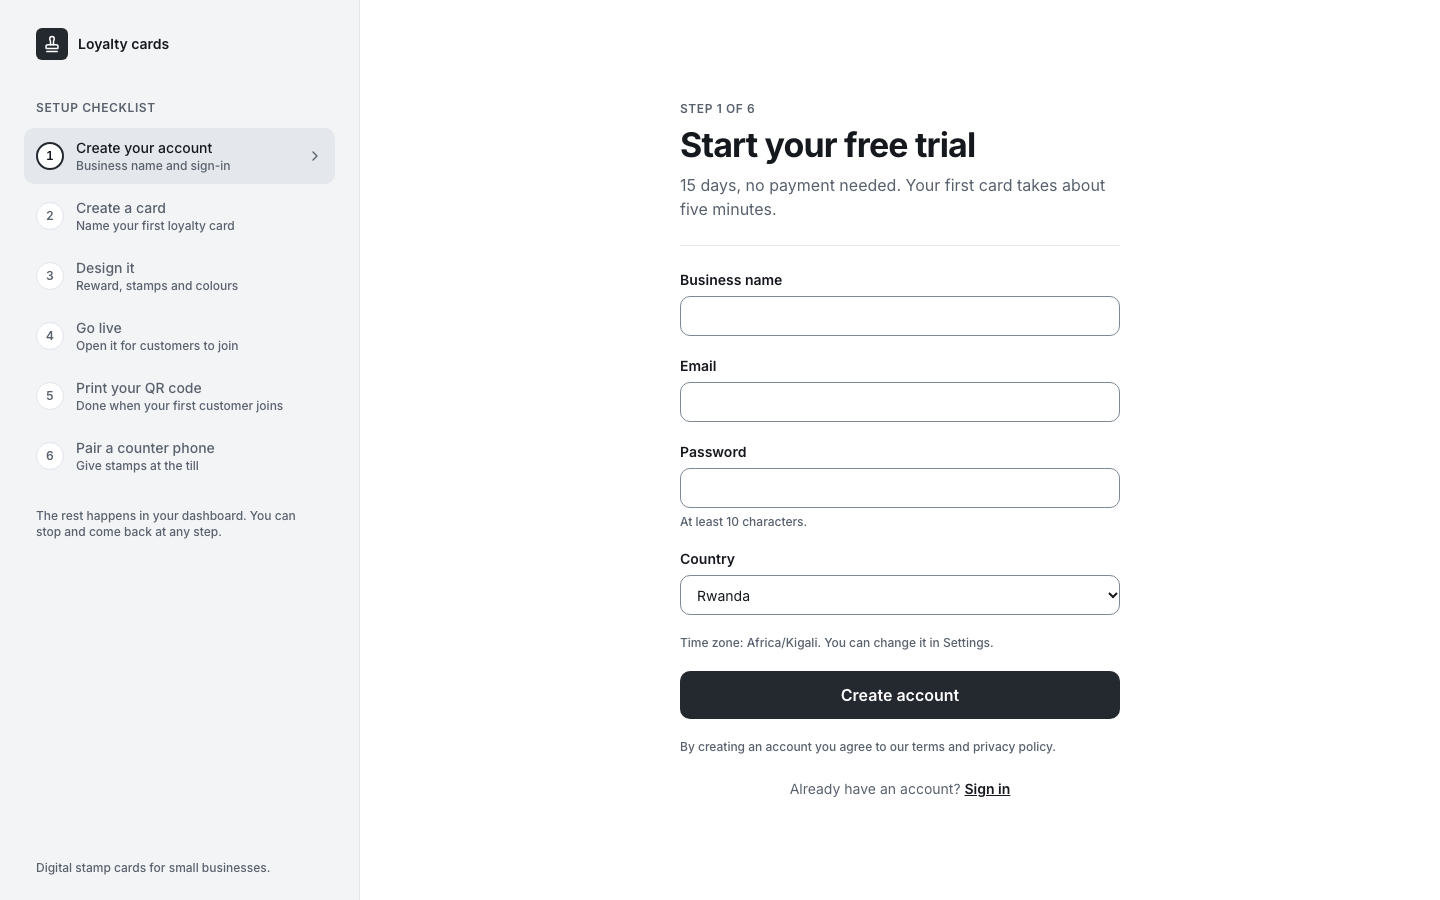 Loyalty cards
SETUP CHECKLIST
1
Create your account
Business name and sign-in
2
Create a card
Name your first loyalty card
3
Design it
Reward, stamps and colours
4
Go live
Open it for customers to join
5
Print your QR code
Done when your first customer joins
6
Pair a counter phone
Give stamps at the till
The rest happens in your dashboard. You can
stop and come back at any step.
Digital stamp cards for small businesses.
STEP 1 OF 6
Start your free trial
15 days, no payment needed. Your first card takes about
five minutes.
Business name
Email
Password
At least 10 characters.
Country
Rwanda
Time zone: Africa/Kigali. You can change it in Settings.
Create account
By creating an account you agree to our terms and privacy policy.
Already have an account? Sign in